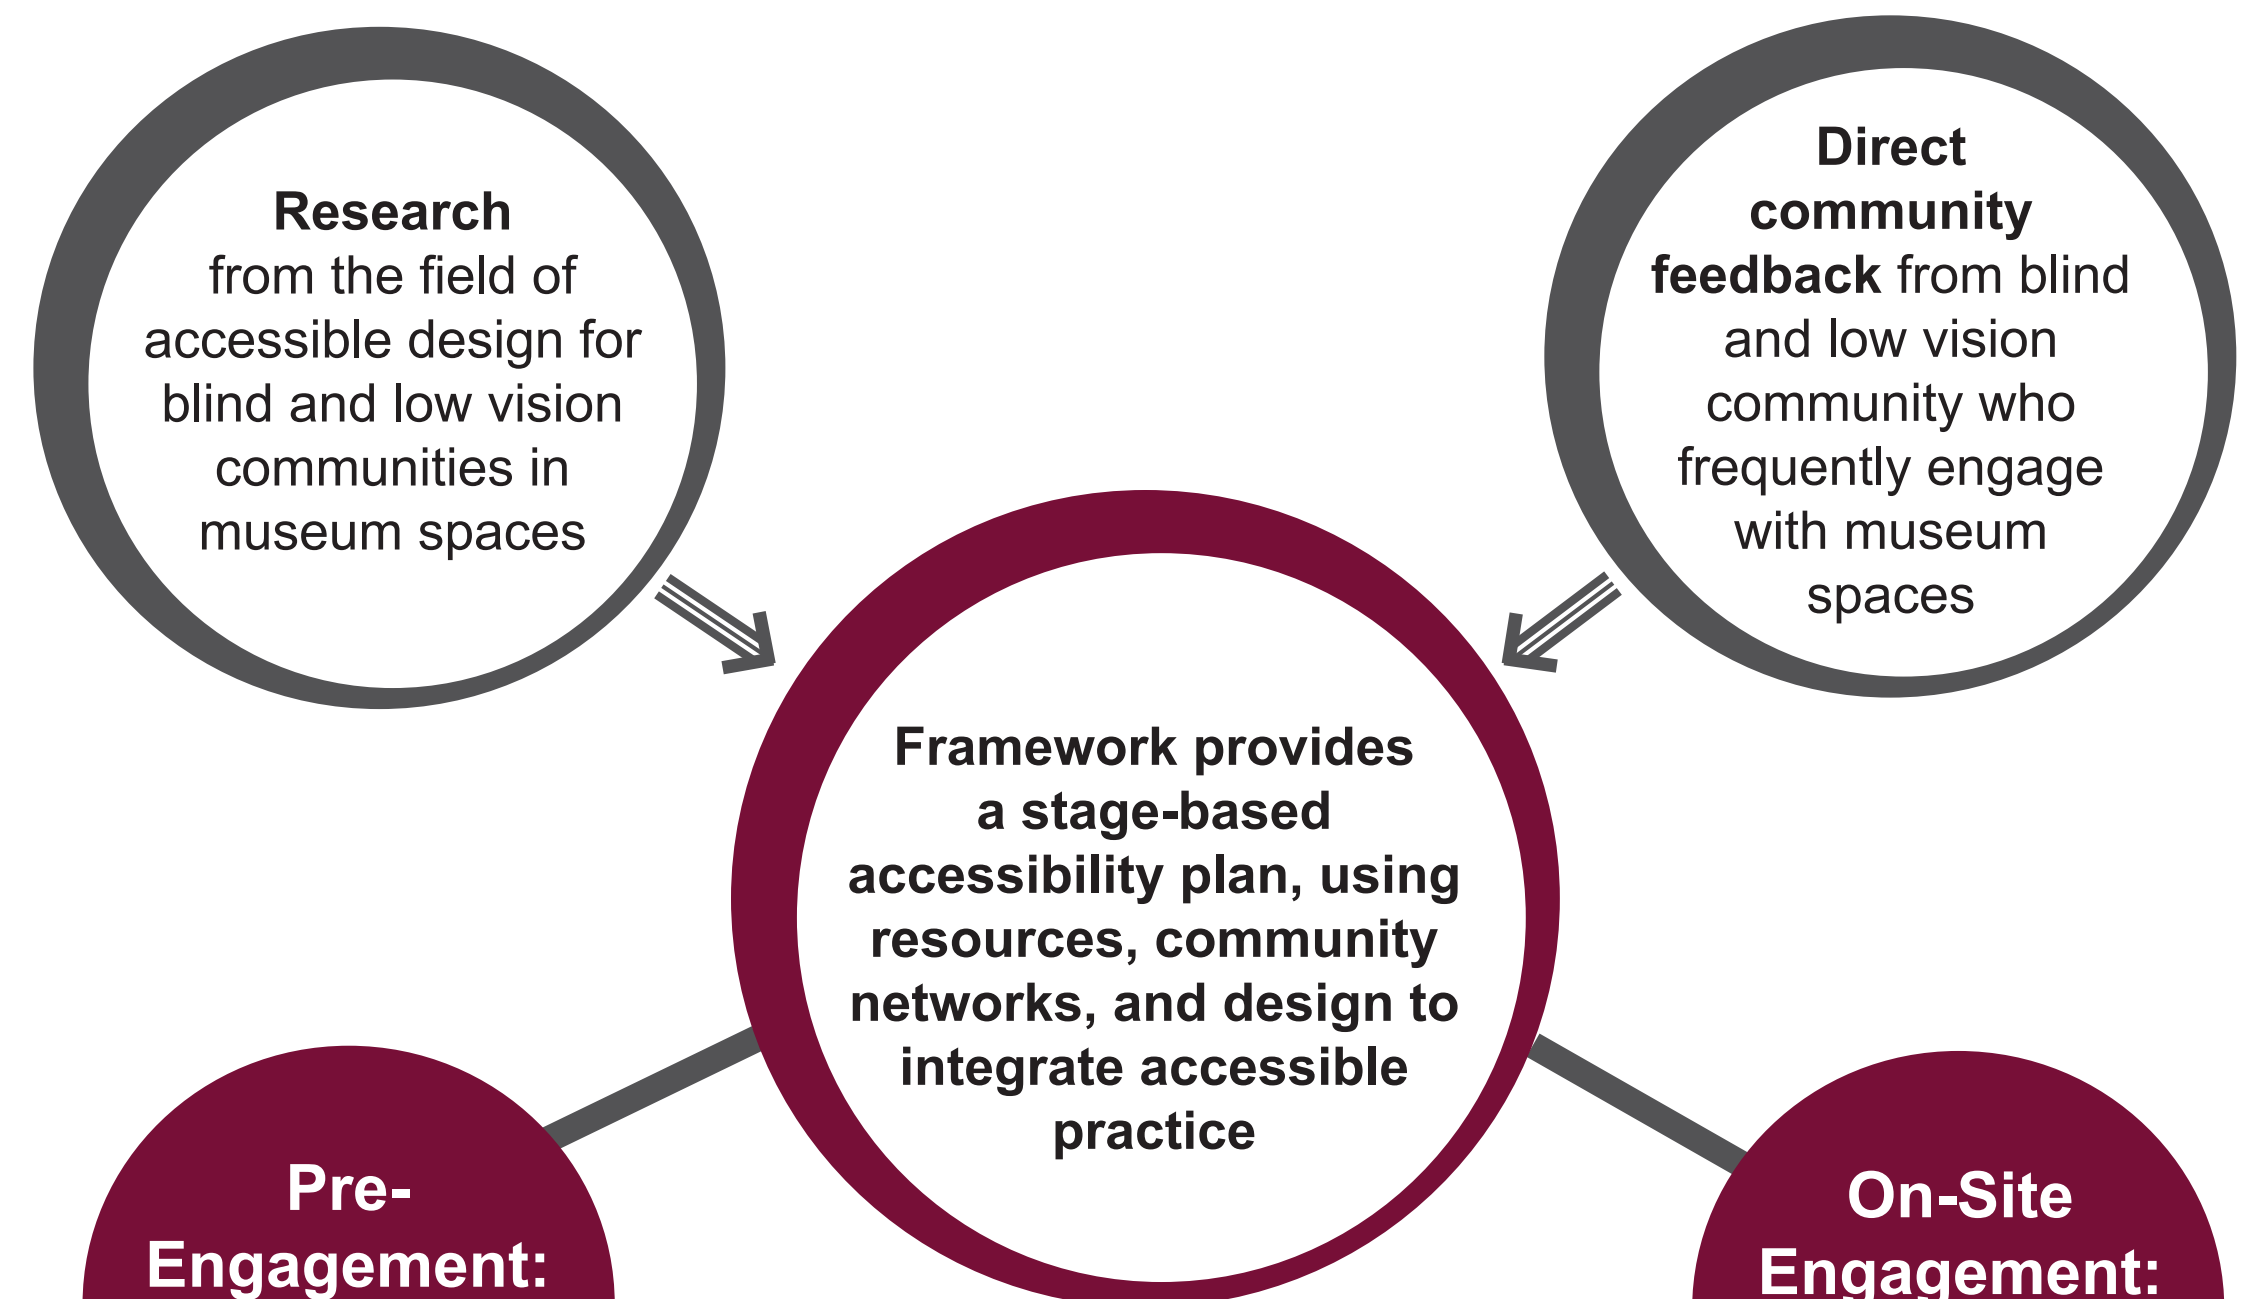 Research
from the field of
accessible design for
blind and low vision
communities in
museum spaces
Direct
community
feedback from blind
and low vision
community who
frequently engage
with museum
spaces
Framework provides
a stage-based
accessibility plan, using
resources, community
networks, and design to
integrate accessible
practice
Pre-
Engagement:
On-Site
Engagement: